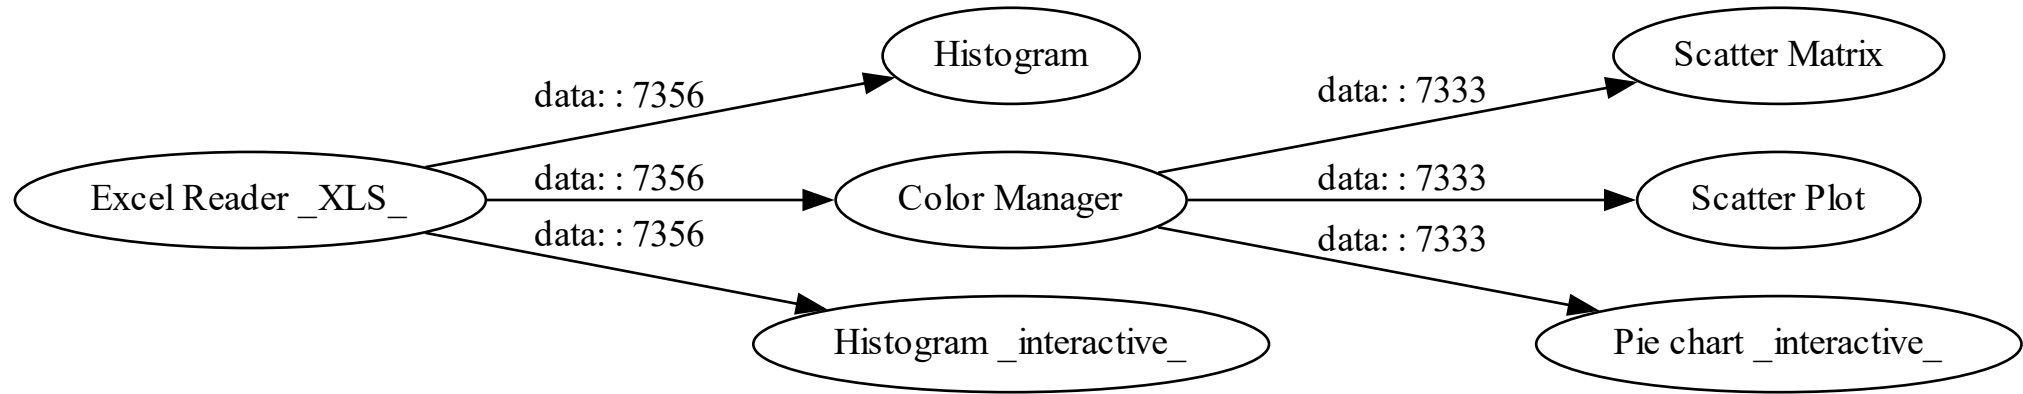 Excel Reader _XLS_
data: : 7356
data: : 7356
data: : 7356
Histogram
Color Manager
Histogram _interactive_
data: : 7333
data: : 7333
data: : 7333
Scatter Matrix
Scatter Plot
Pie chart _interactive_